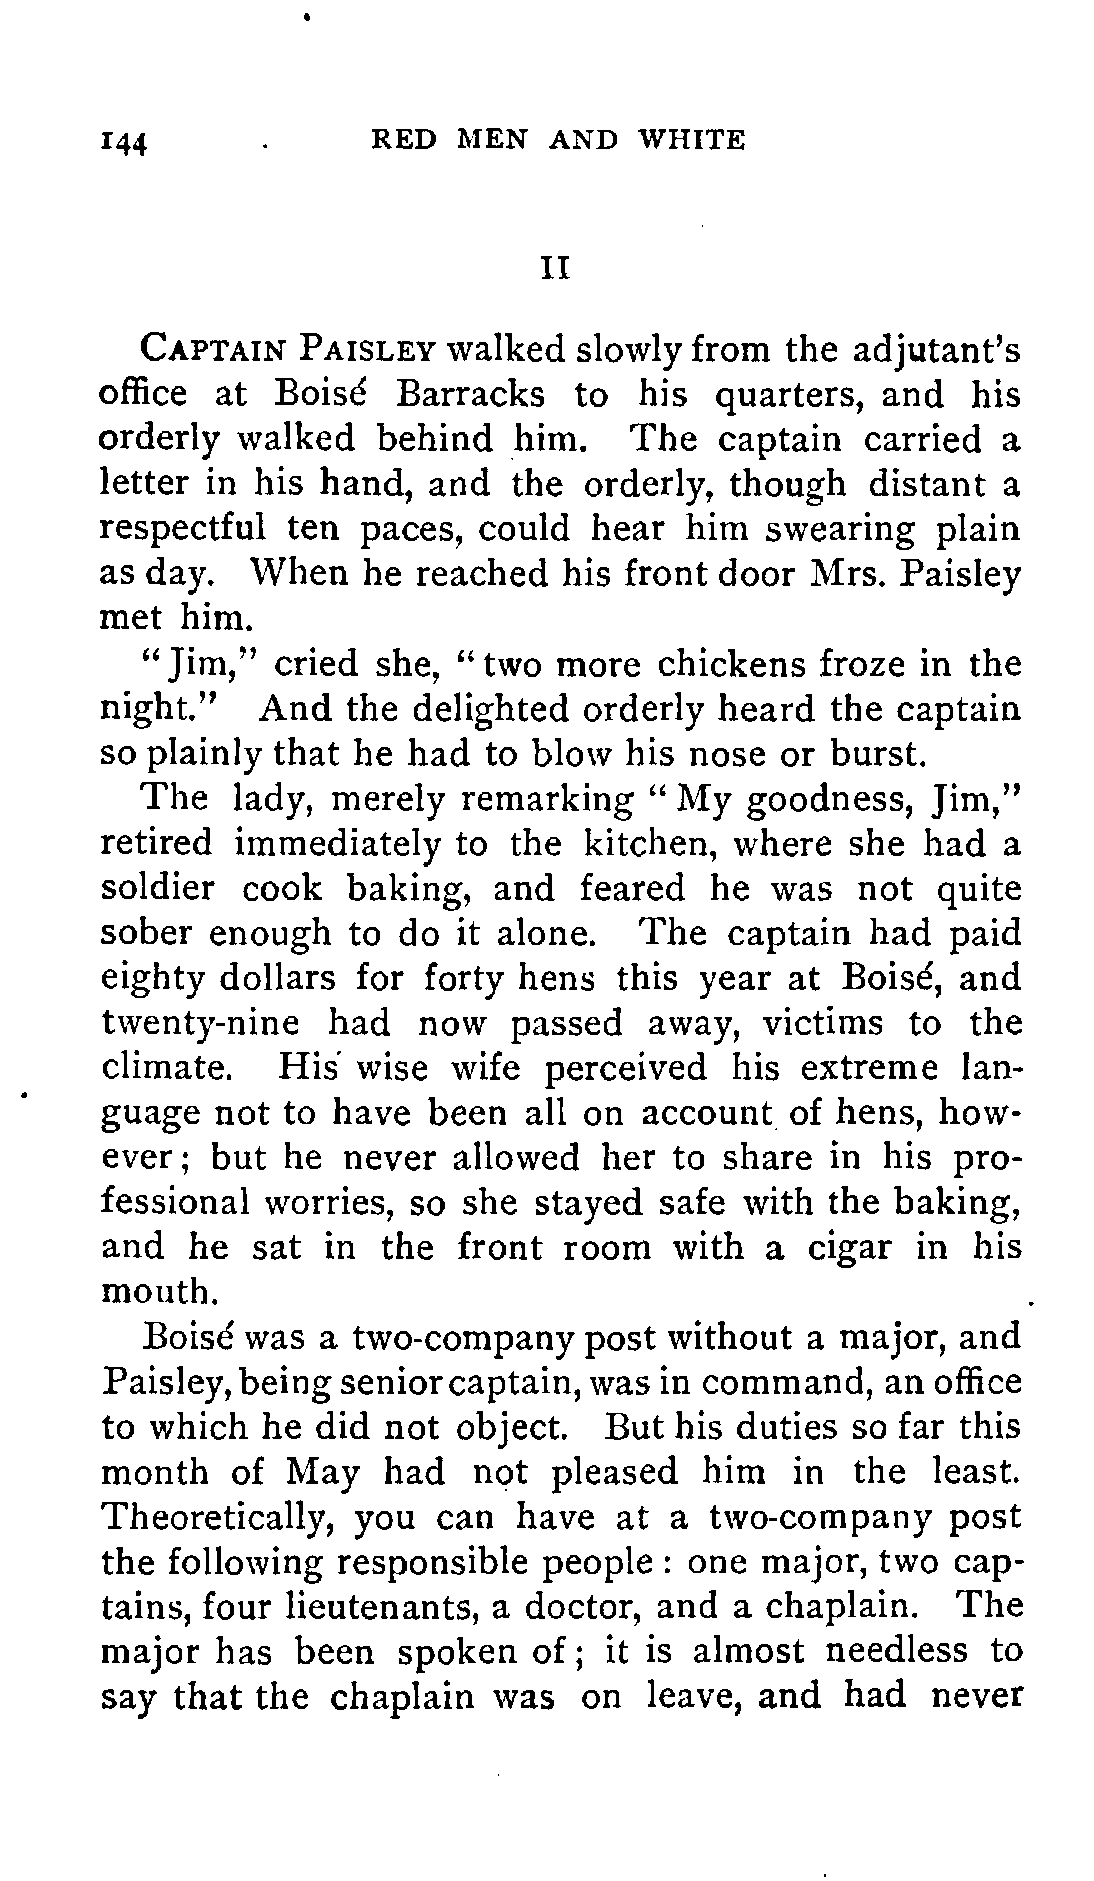 144 RED MEN AND WHITE
II
CAPTAIN PAISLEY walked slowly from the adjutant's
office at Boisé Barracks to his quarters, and his
orderly walked behind him. The captain carried a
letter in his hand, and the orderly, though distant a
respectful ten paces, could hear him swearing plain
as day. When he reached his front door Mrs. Paisley
met him.
"Jim," cried she, "two more chickens froze in the
night." And the delighted orderly heard the captain
so plainly that he had to blow his nose or burst.
The lady, merely remarking "My goodness, Jim,"
retired immediately to the kitchen, where she had a
soldier cook baking, and feared he was not quite
sober enough to do it alone. The captain had paid
eighty dollars for forty hens this year at Boisé, and
twenty-nine had now passed away, victims to the
climate. His wise wife perceived his extreme lan-
guage not to have been all on account of hens, how-
ever; but he never allowed her to share in his pro-
fessional worries, so she stayed safe with the baking,
and he sat in the front room with a cigar in his
mouth.
Boisé was a two-company post without a major, and
Paisley, being senior captain, was in command, an office
to which he did not object. But his duties so far this
month of May had not pleased him in the least.
Theoretically, you can have at a two-company post
the following responsible people: one major, two cap-
tains, four lieutenants, a doctor, and a chaplain. The
major has been spoken of; it is almost needless to
say that the chaplain was on leave, and had never